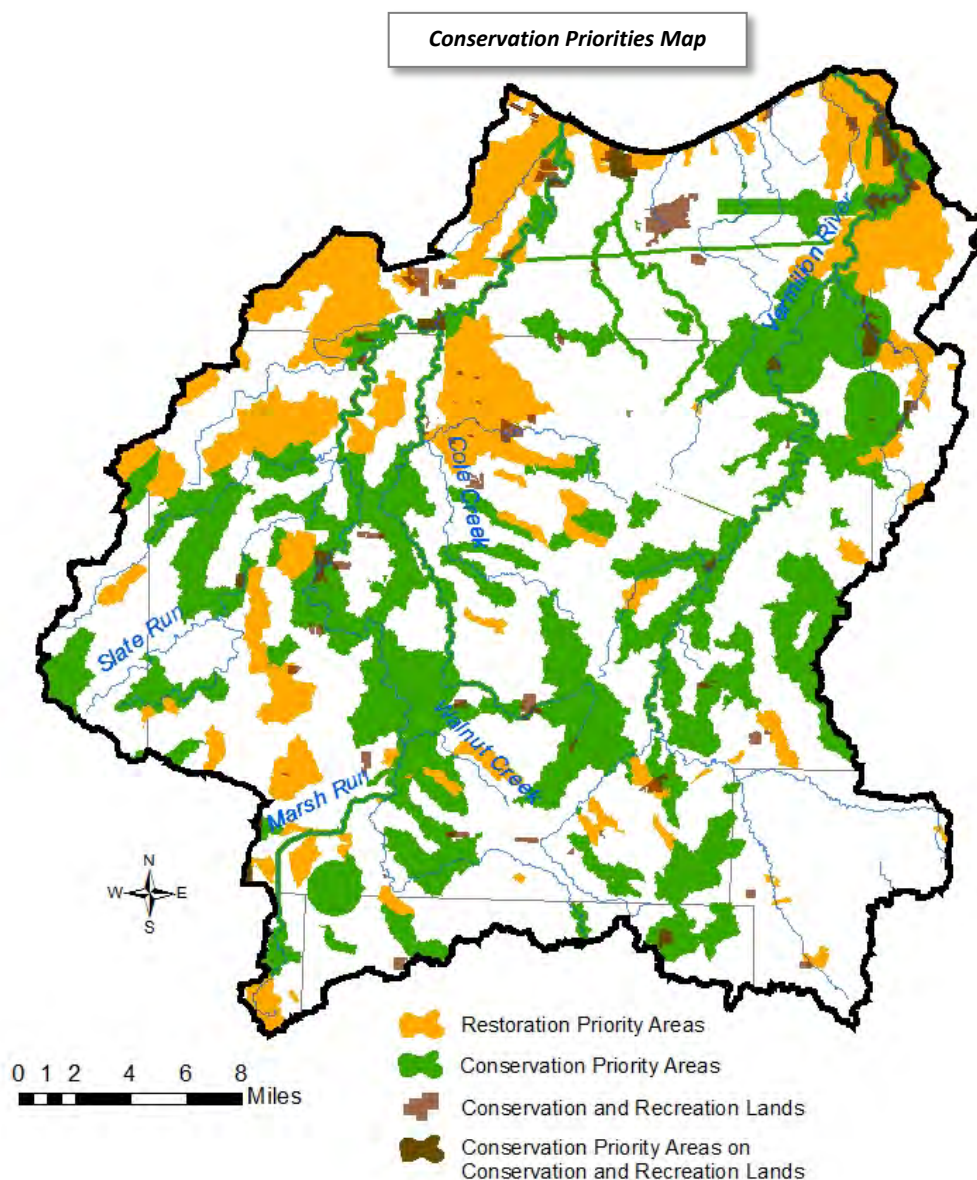 Conservation Priorities Map
Vermilion River
Cole Creek
Slate Run
Walnut Creek
Marsh Run
N
W E
S
Restoration Priority Areas
Conservation Priority Areas
Conservation and Recreation Lands
Conservation Priority Areas on
Conservation and Recreation Lands
0 1 2 4 6 8
Miles